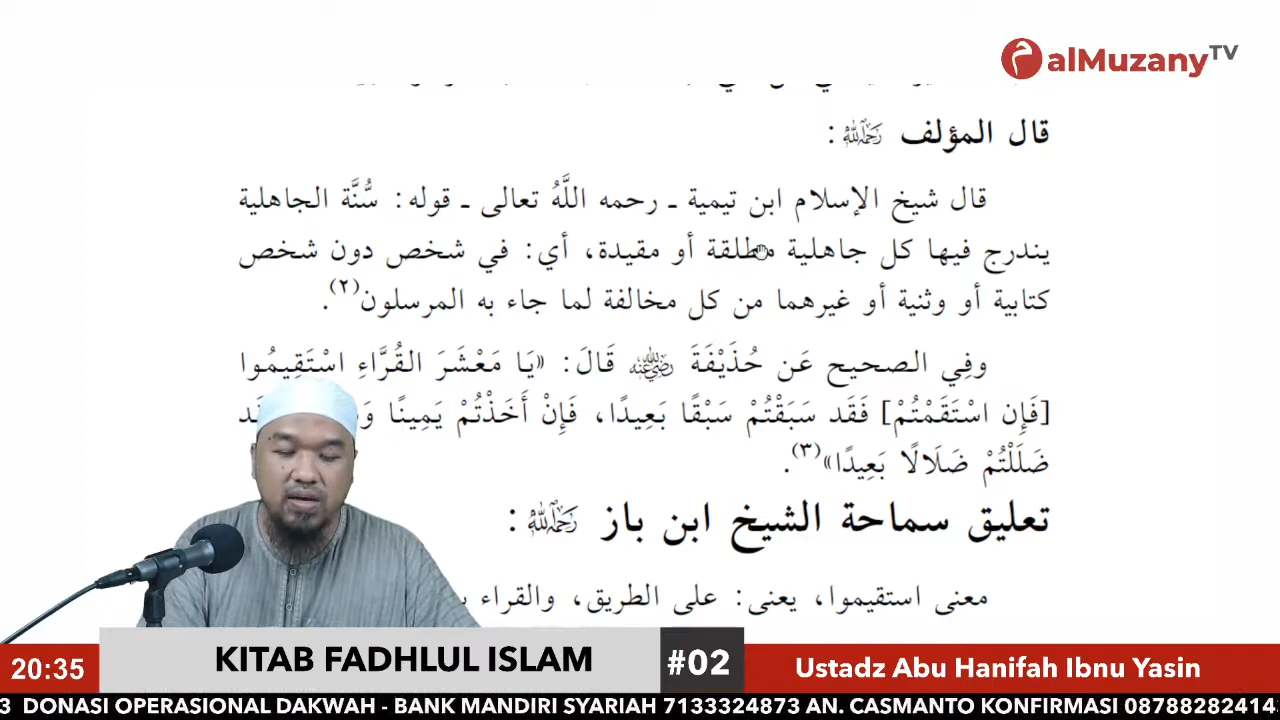 alMuzanyTV
قال المؤلف رحمه الله:
قال شيخ الإسلام ابن تيمية ـ رحمه اللَّهُ تعالى ـ قوله: سُّنَّة الجاهلية
يندرج فيها كل جاهلية مطلقة أو مقيدة، أي: في شخص دون شخص
كتابية أو وثنية أو غيرهما من كل مخالفة لما جاء به المرسلون(٢).
وفِي الصحيح عَن حُذَيْفَةَ رضي الله عنه قَالَ: «يَا مَعْشَرَ القُرَّاءِ اسْتَقِيمُوا
[فَإِن اسْتَقَمْتُمْ] فَقَد سَبَقْتُمْ سَبْقًا بَعِيدًا، فَإِنْ أَخَذْتُمْ يَمِينًا
ضَلَلْتُمْ ضَلَالًا بَعِيدًا»(٣).
تعليق سماحة الشيخ ابن باز رحمه الله:
معنى استقيموا، يعنى: على الطريق، والقراء
KITAB FADHLUL ISLAM #02
20:35 Ustadz Abu Hanifah Ibnu Yasin
3 DONASI OPERASIONAL DAKWAH - BANK MANDIRI SYARIAH 7133324873 AN. CASMANTO KONFIRMASI 0878828241